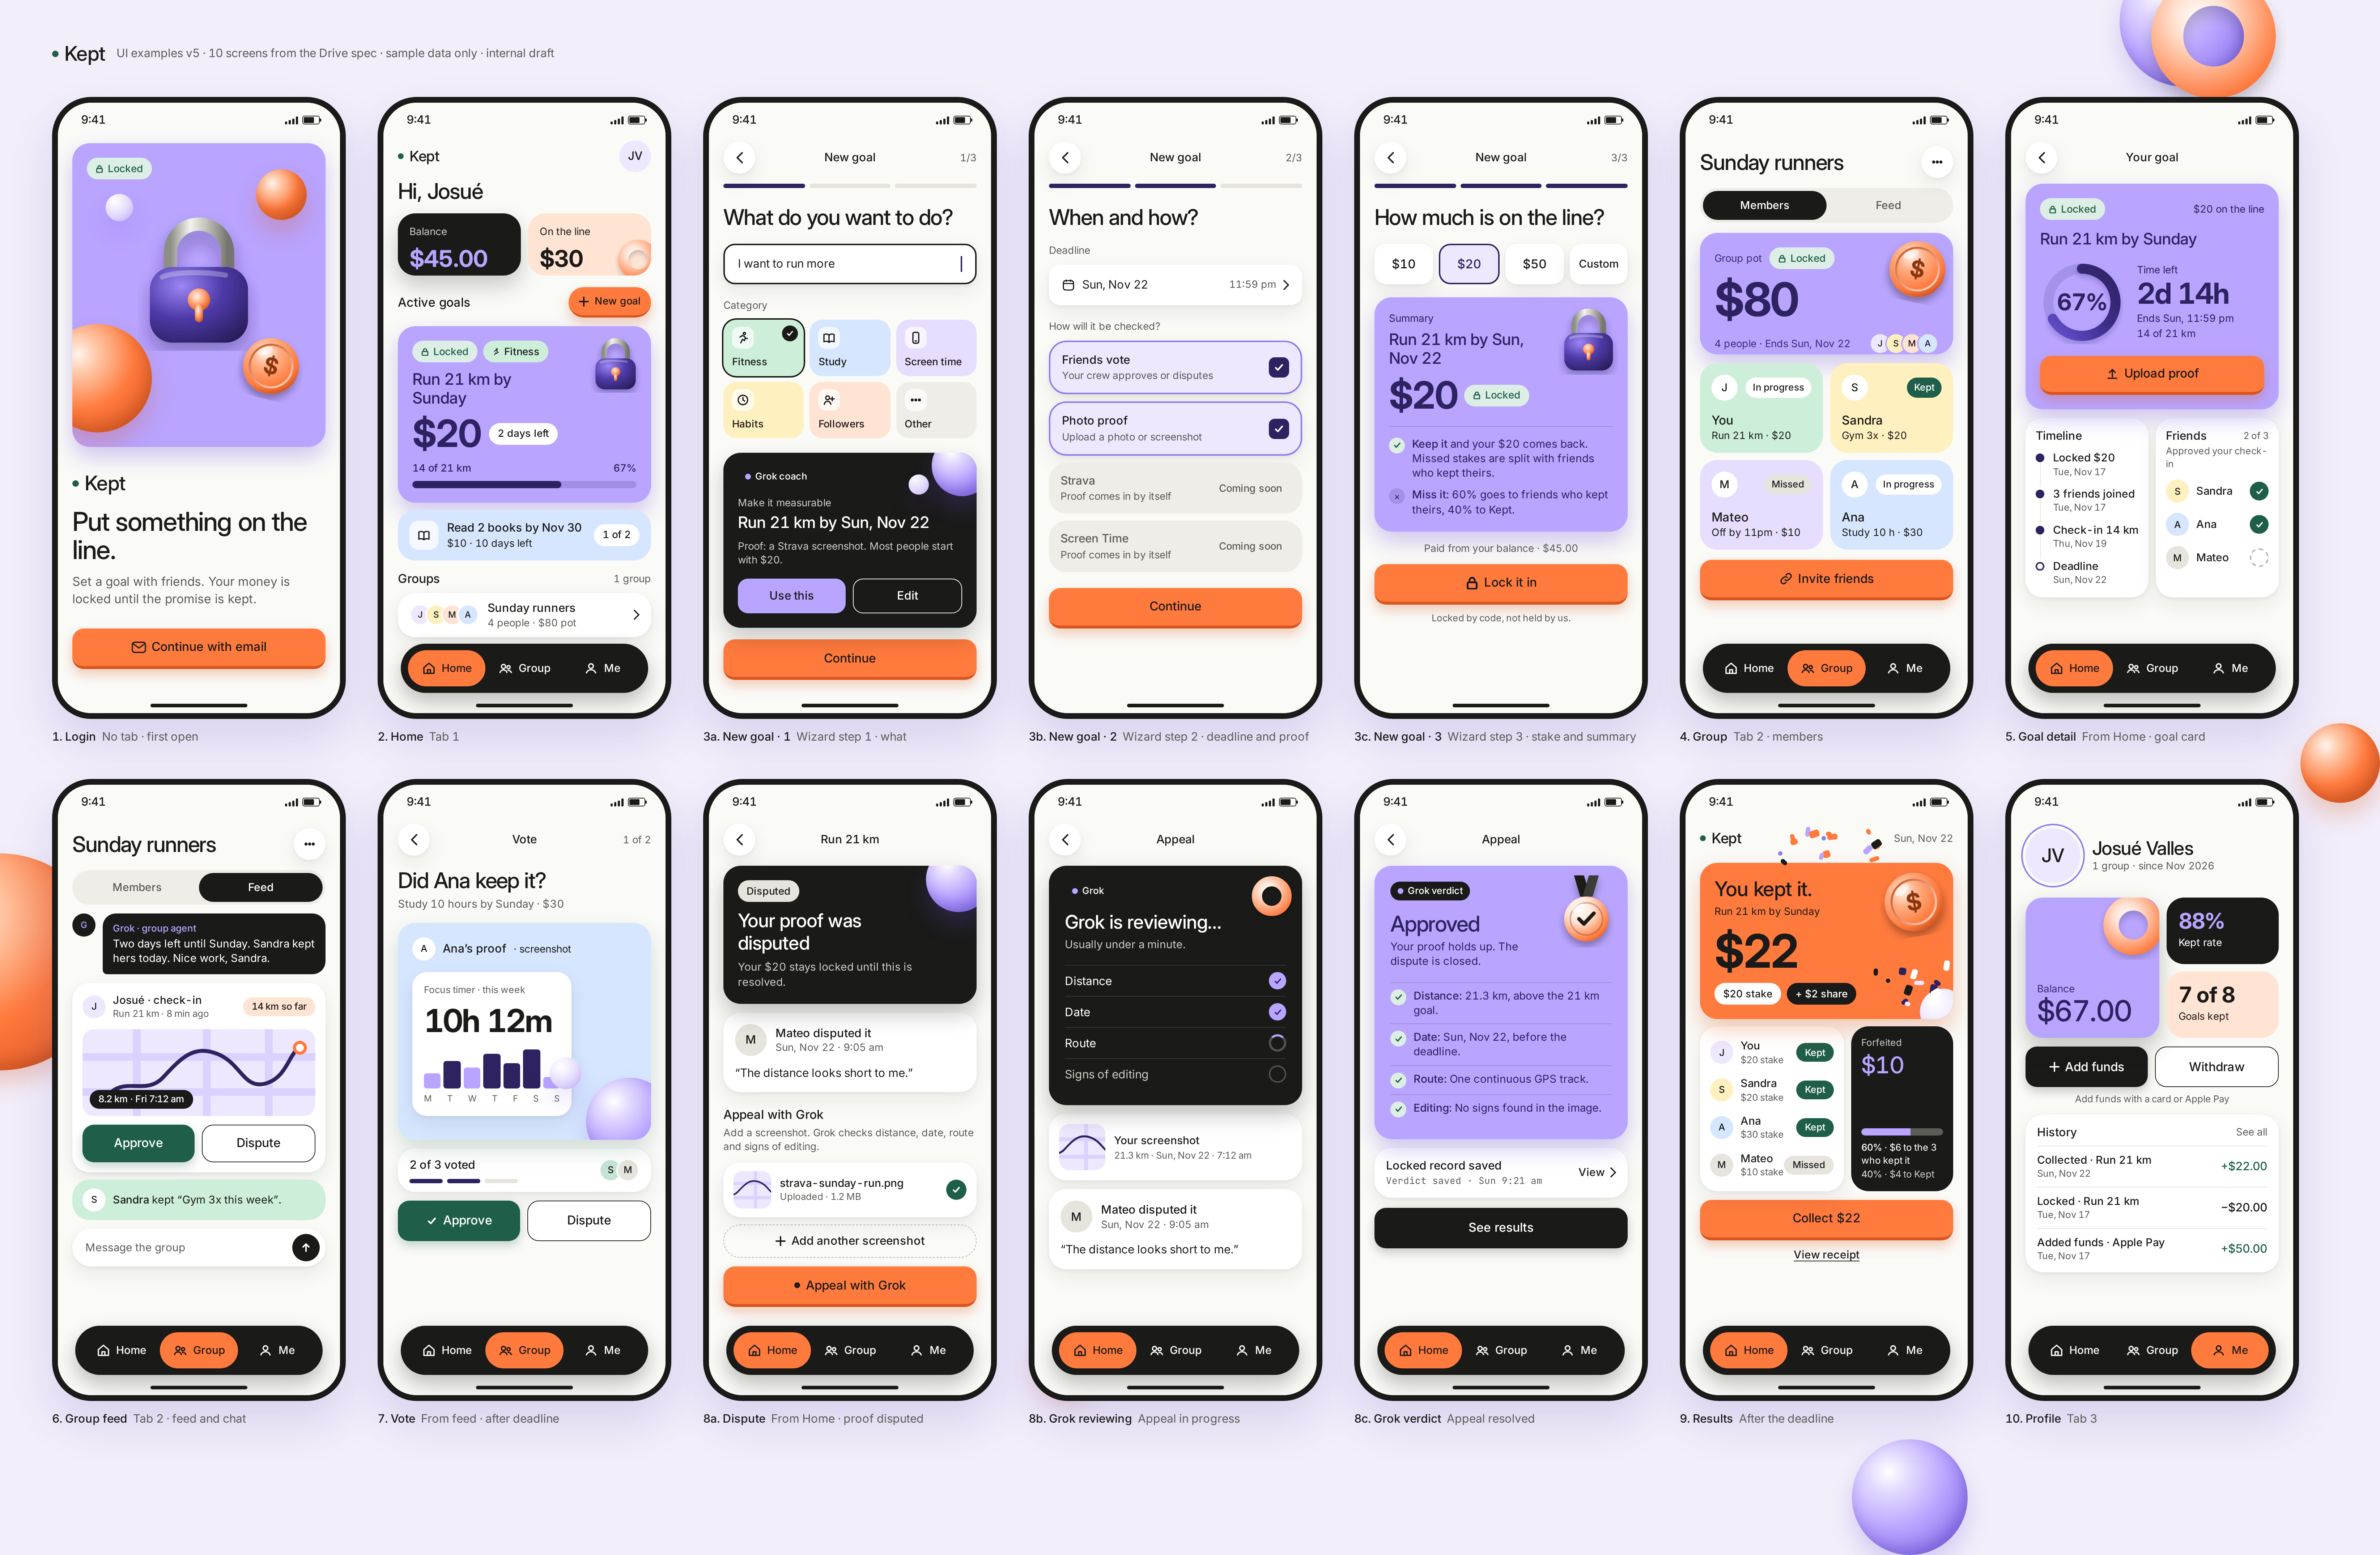 Kept UI examples v5 · 10 screens from the Drive spec · sample data only · internal draft
9:41
Locked
Kept
Put something on the
line.
Set a goal with friends. Your money is
locked until the promise is kept.
Continue with email
1. Login No tab · first open
9:41
Kept
JV
Hi, Josué
Balance
$45.00
On the line
$30
Active goals
+ New goal
Locked
Fitness
Run 21 km by
Sunday
$20
2 days left
14 of 21 km
67%
Read 2 books by Nov 30
$10 · 10 days left
1 of 2
Groups
1 group
J S M A
Sunday runners
4 people · $80 pot
Home Group Me
2. Home Tab 1
9:41
New goal
1/3
What do you want to do?
I want to run more
Category
Fitness
Study
Screen time
Habits
Followers
Other
Grok coach
Make it measurable
Run 21 km by Sun, Nov 22
Proof: a Strava screenshot. Most people start
with $20.
Use this
Edit
Continue
3a. New goal · 1 Wizard step 1 · what
9:41
New goal
2/3
When and how?
Deadline
Sun, Nov 22
11:59 pm
How will it be checked?
Friends vote
Your crew approves or disputes
Photo proof
Upload a photo or screenshot
Strava
Proof comes in by itself
Coming soon
Screen Time
Proof comes in by itself
Coming soon
Continue
3b. New goal · 2 Wizard step 2 · deadline and proof
9:41
New goal
3/3
How much is on the line?
$10
$20
$50
Custom
Summary
Run 21 km by Sun,
Nov 22
$20
Locked
Keep it and your $20 comes back.
Missed stakes are split with friends
who kept theirs.
Miss it: 60% goes to friends who kept
theirs, 40% to Kept.
Paid from your balance · $45.00
Lock it in
Locked by code, not held by us.
3c. New goal · 3 Wizard step 3 · stake and summary
9:41
Sunday runners
Members
Feed
Group pot
Locked
$
$80
4 people · Ends Sun, Nov 22
J S M A
J
In progress
You
Run 21 km · $20
S
Kept
Sandra
Gym 3x · $20
M
Missed
Mateo
Off by 11pm · $10
A
In progress
Ana
Study 10 h · $30
Invite friends
Home Group Me
4. Group Tab 2 · members
9:41
Your goal
Locked
$20 on the line
Run 21 km by Sunday
67%
Time left
2d 14h
Ends Sun, 11:59 pm
14 of 21 km
Upload proof
Timeline
Locked $20
Tue, Nov 17
3 friends joined
Tue, Nov 17
Check-in 14 km
Thu, Nov 19
Deadline
Sun, Nov 22
Friends
2 of 3
Approved your check-
in
S Sandra
A Ana
M Mateo
Home Group Me
5. Goal detail From Home · goal card
9:41
Sunday runners
Members
Feed
G
Grok · group agent
Two days left until Sunday. Sandra kept
hers today. Nice work, Sandra.
J
Josué · check-in
Run 21 km · 8 min ago
14 km so far
8.2 km · Fri 7:12 am
Approve
Dispute
S
Sandra kept “Gym 3x this week”.
Message the group
Home Group Me
6. Group feed Tab 2 · feed and chat
9:41
Vote
1 of 2
Did Ana keep it?
Study 10 hours by Sunday · $30
A
Ana’s proof · screenshot
Focus timer · this week
10h 12m
M T W T F S S
2 of 3 voted
S M
Approve
Dispute
Home Group Me
7. Vote From feed · after deadline
9:41
Run 21 km
Disputed
Your proof was
disputed
Your $20 stays locked until this is
resolved.
M
Mateo disputed it
Sun, Nov 22 · 9:05 am
“The distance looks short to me.”
Appeal with Grok
Add a screenshot. Grok checks distance, date, route
and signs of editing.
strava-sunday-run.png
Uploaded · 1.2 MB
+ Add another screenshot
Appeal with Grok
Home Group Me
8a. Dispute From Home · proof disputed
9:41
Appeal
Grok
Grok is reviewing...
Usually under a minute.
Distance
Date
Route
Signs of editing
Your screenshot
21.3 km · Sun, Nov 22 · 7:12 am
M
Mateo disputed it
Sun, Nov 22 · 9:05 am
“The distance looks short to me.”
Home Group Me
8b. Grok reviewing Appeal in progress
9:41
Appeal
Grok verdict
Approved
Your proof holds up. The
dispute is closed.
Distance: 21.3 km, above the 21 km
goal.
Date: Sun, Nov 22, before the
deadline.
Route: One continuous GPS track.
Editing: No signs found in the image.
Locked record saved
Verdict saved · Sun 9:21 am
View
See results
Home Group Me
8c. Grok verdict Appeal resolved
9:41
Kept
Sun, Nov 22
You kept it.
Run 21 km by Sunday
$
$22
$20 stake
+ $2 share
J
You
$20 stake
Kept
S
Sandra
$20 stake
Kept
A
Ana
$30 stake
Kept
M
Mateo
$10 stake
Missed
Forfeited
$10
60% · $6 to the 3
who kept it
40% · $4 to Kept
Collect $22
View receipt
Home Group Me
9. Results After the deadline
9:41
JV
Josué Valles
1 group · since Nov 2026
Balance
$67.00
88%
Kept rate
7 of 8
Goals kept
+ Add funds
Withdraw
Add funds with a card or Apple Pay
History
See all
Collected · Run 21 km
Sun, Nov 22
+$22.00
Locked · Run 21 km
Tue, Nov 17
−$20.00
Added funds · Apple Pay
Tue, Nov 17
+$50.00
Home Group Me
10. Profile Tab 3